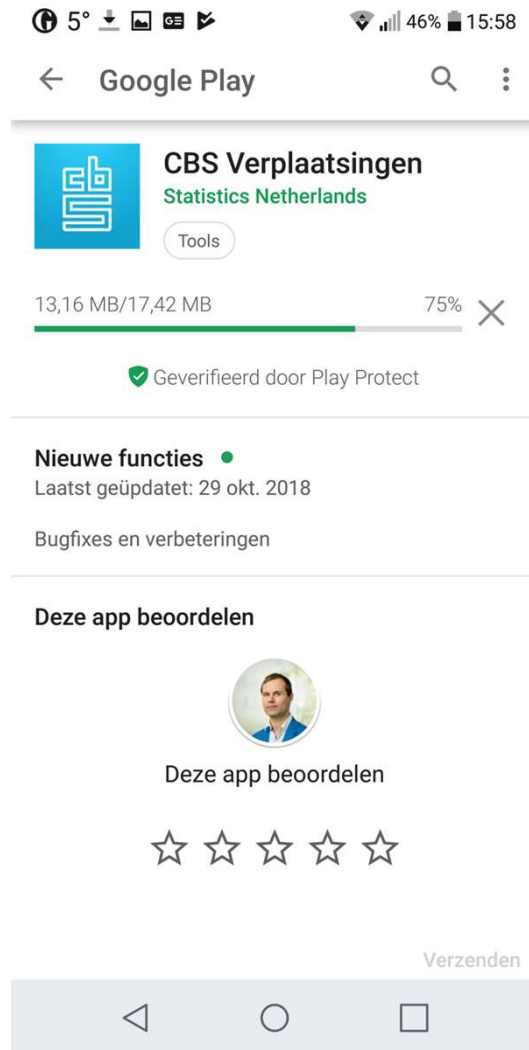 5° GE 46% 15:58
Google Play
cbs
CBS Verplaatsingen
Statistics Netherlands
Tools
13,16 MB/17,42 MB 75%
Geverifieerd door Play Protect
Nieuwe functies
Laatst geüpdatet: 29 okt. 2018
Bugfixes en verbeteringen
Deze app beoordelen
Deze app beoordelen
Verzenden